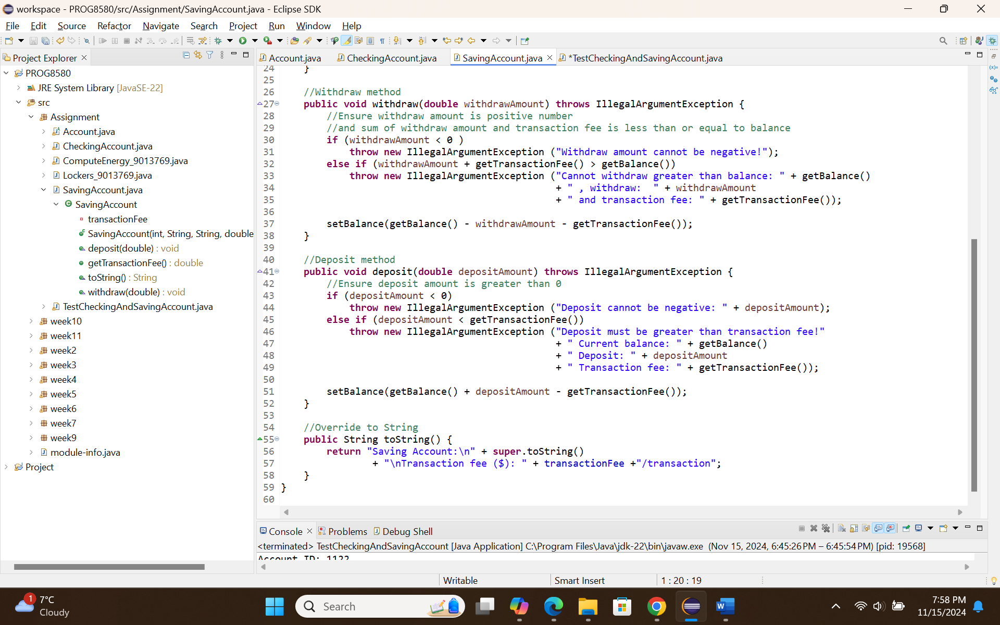 workspace - PROG8580/src/Assignment/SavingAccount.java - Eclipse SDK
File Edit Source Refactor Navigate Search Project Run Window Help
Project Explorer
PROG8580
JRE System Library [JavaSE-22]
src
Assignment
Account.java
CheckingAccount.java
ComputeEnergy_9013769.java
Lockers_9013769.java
SavingAccount.java
SavingAccount
transactionFee
SavingAccount(int, String, String, double
deposit(double) : void
getTransactionFee() : double
toString() : String
withdraw(double) : void
TestCheckingAndSavingAccount.java
week10
week11
week2
week3
week4
week5
week6
week7
week9
module-info.java
Project
Account.java CheckingAccount.java SavingAccount.java *TestCheckingAndSavingAccount.java
24 }
25
26 //Withdraw method
27 public void withdraw(double withdrawAmount) throws IllegalArgumentException {
28 //Ensure withdraw amount is positive number
29 //and sum of withdraw amount and transaction fee is less than or equal to balance
30 if (withdrawAmount < 0 )
31 throw new IllegalArgumentException ("Withdraw amount cannot be negative!");
32 else if (withdrawAmount + getTransactionFee() > getBalance())
33 throw new IllegalArgumentException ("Cannot withdraw greater than balance: " + getBalance()
34 + " , withdraw:  " + withdrawAmount
35 + " and transaction fee: " + getTransactionFee());
36
37 setBalance(getBalance() - withdrawAmount - getTransactionFee());
38 }
39
40 //Deposit method
41 public void deposit(double depositAmount) throws IllegalArgumentException {
42 //Ensure deposit amount is greater than 0
43 if (depositAmount < 0)
44 throw new IllegalArgumentException ("Deposit cannot be negative: " + depositAmount);
45 else if (depositAmount < getTransactionFee())
46 throw new IllegalArgumentException ("Deposit must be greater than transaction fee!"
47 + " Current balance: " + getBalance()
48 + " Deposit: " + depositAmount
49 + " Transaction fee: " + getTransactionFee());
50
51 setBalance(getBalance() + depositAmount - getTransactionFee());
52 }
53
54 //Override to String
55 public String toString() {
56 return "Saving Account:\n" + super.toString()
57 + "\nTransaction fee ($): " + transactionFee +"/transaction";
58 }
59 }
60
Console Problems Debug Shell
<terminated> TestCheckingAndSavingAccount [Java Application] C:\Program Files\Java\jdk-22\bin\javaw.exe (Nov 15, 2024, 6:45:26 PM – 6:45:54 PM) [pid: 19568]
Account ID: 1122
Writable Smart Insert 1 : 20 : 19
1
7°C
Cloudy
Search
7:58 PM
11/15/2024